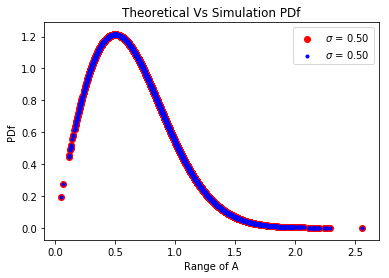 Theoretical Vs Simulation PDf
σ = 0.50
σ = 0.50
1.2
1.0
0.8
0.6
0.4
0.2
0.0
PDf
0.0 0.5 1.0 1.5 2.0 2.5
Range of A